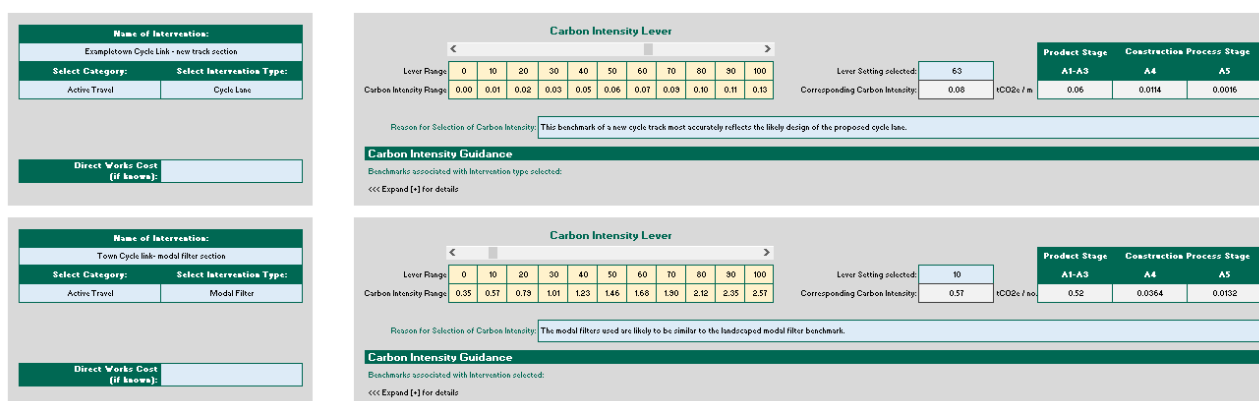 Name of Intervention:
Exampletown Cycle Link - new track section
Select Category: Select Intervention Type:
Active Travel Cycle Lane
Direct Works Cost
(if known):
Carbon Intensity Lever
< >
Lever Range 0 10 20 30 40 50 60 70 80 90 100
Carbon Intensity Range 0.00 0.01 0.02 0.03 0.05 0.06 0.07 0.09 0.10 0.11 0.13
Lever Setting selected: 63
Corresponding Carbon Intensity: 0.08 tCO2e / m
Product Stage Construction Process Stage
A1-A3 A4 A5
0.06 0.0114 0.0016
Reason for Selection of Carbon Intensity: This benchmark of a new cycle track most accurately reflects the likely design of the proposed cycle lane.
Carbon Intensity Guidance
Benchmarks associated with Intervention type selected:
<<< Expand [+] for details
Name of Intervention:
Town Cycle link- modal filter section
Select Category: Select Intervention Type:
Active Travel Modal Filter
Direct Works Cost
(if known):
Carbon Intensity Lever
< >
Lever Range 0 10 20 30 40 50 60 70 80 90 100
Carbon Intensity Range 0.35 0.57 0.79 1.01 1.23 1.46 1.68 1.90 2.12 2.35 2.57
Lever Setting selected: 10
Corresponding Carbon Intensity: 0.57 tCO2e / no.
Product Stage Construction Process Stage
A1-A3 A4 A5
0.52 0.0364 0.0132
Reason for Selection of Carbon Intensity: The modal filters used are likely to be similar to the landscaped modal filter benchmark.
Carbon Intensity Guidance
Benchmarks associated with Intervention selected:
<<< Expand [+] for details